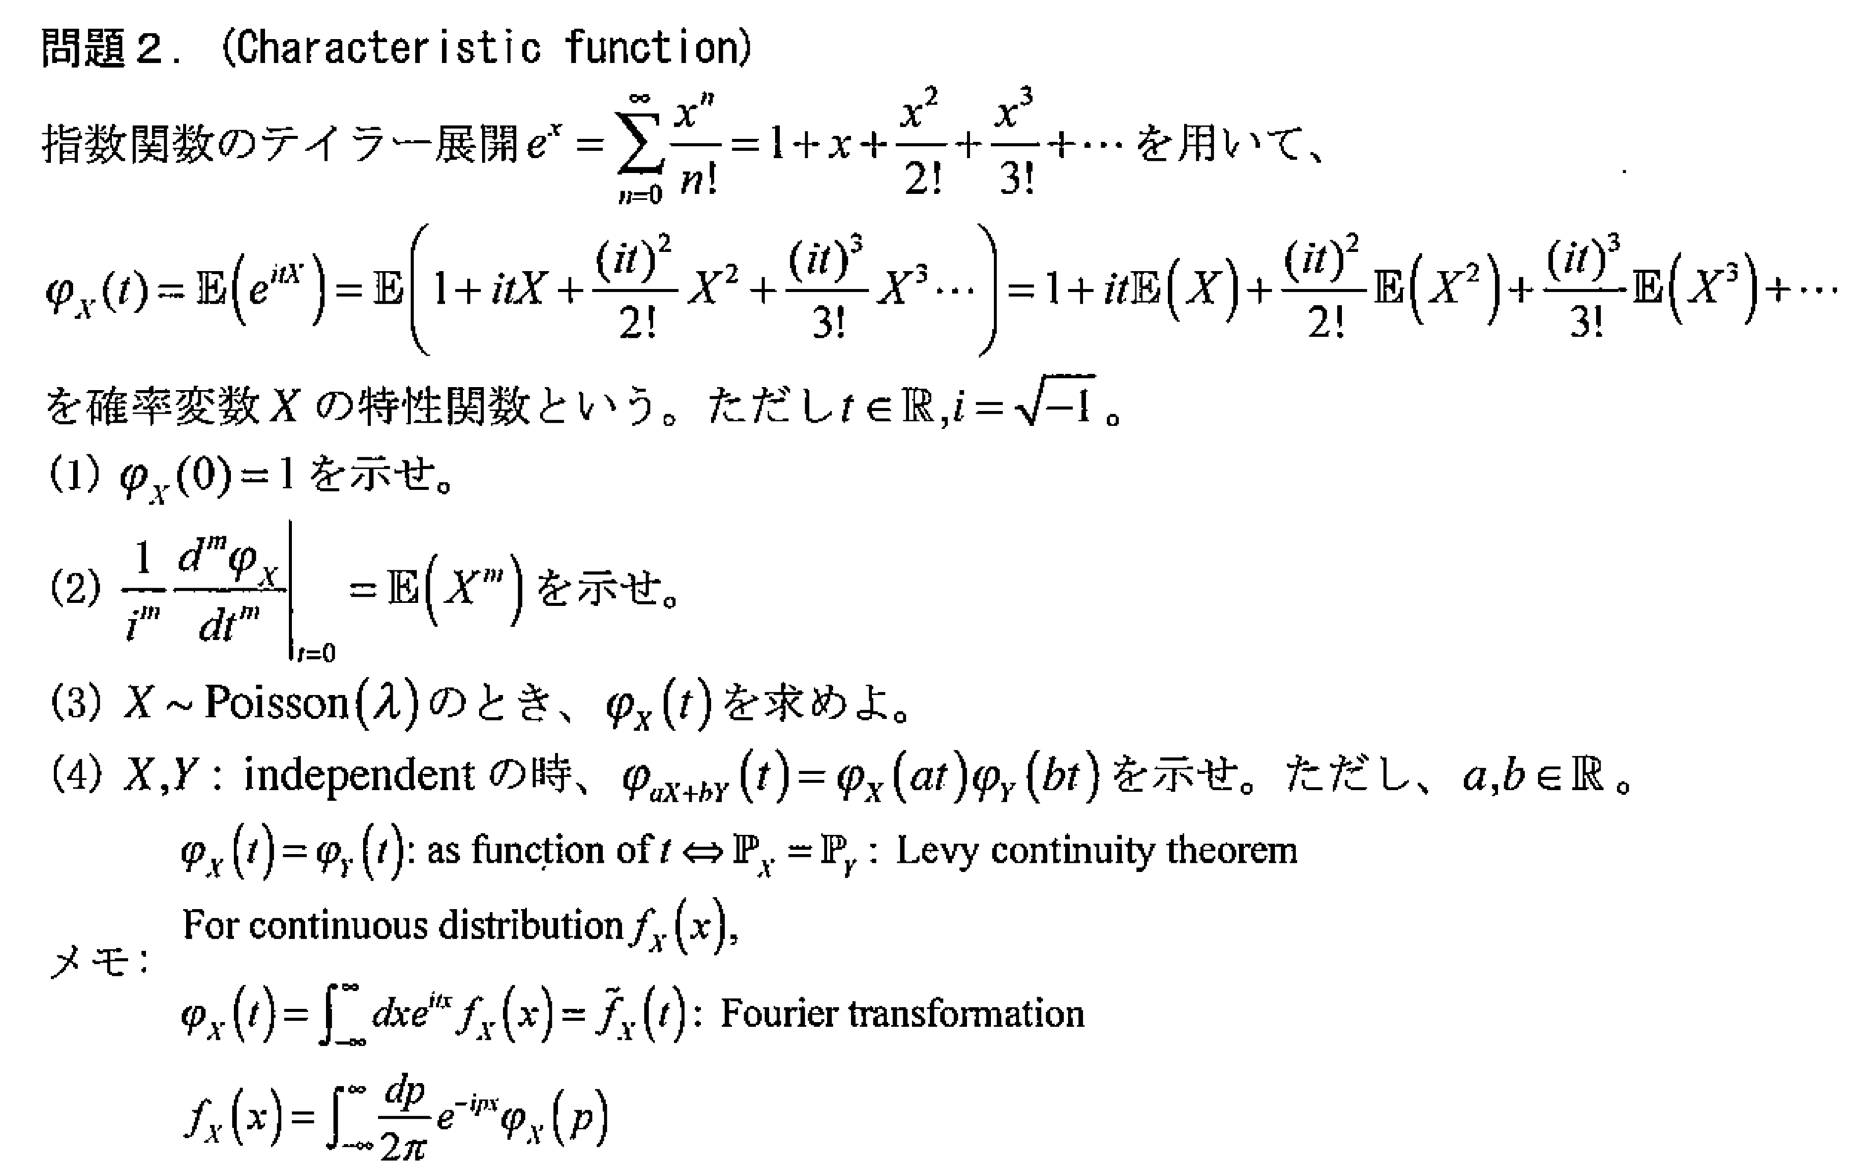 問題２. (Characteristic function)
指数関数のテイラー展開 $e^x = \sum_{n=0}^{\infty} \frac{x^n}{n!} = 1 + x + \frac{x^2}{2!} + \frac{x^3}{3!} + \cdots$ を用いて、
$\varphi_X(t) = \mathbb{E}\left(e^{itX}\right) = \mathbb{E}\left(1 + itX + \frac{(it)^2}{2!}X^2 + \frac{(it)^3}{3!}X^3 \cdots\right) = 1 + it\mathbb{E}(X) + \frac{(it)^2}{2!}\mathbb{E}\left(X^2\right) + \frac{(it)^3}{3!}\mathbb{E}\left(X^3\right) + \cdots$
を確率変数 $X$ の特性関数という。ただし $t \in \mathbb{R}, i = \sqrt{-1}$ 。
(1) $\varphi_X(0) = 1$ を示せ。
(2) $\left.\frac{1}{i^m}\frac{d^m\varphi_X}{dt^m}\right|_{t=0} = \mathbb{E}\left(X^m\right)$ を示せ。
(3) $X \sim \mathrm{Poisson}(\lambda)$ のとき、$\varphi_X(t)$ を求めよ。
(4) $X,Y$ : independent の時、$\varphi_{aX+bY}(t) = \varphi_X(at)\varphi_Y(bt)$ を示せ。ただし、$a,b \in \mathbb{R}$ 。
メモ:
$\varphi_X(t) = \varphi_Y(t)$: as function of $t \Leftrightarrow \mathbb{P}_X = \mathbb{P}_Y$ : Levy continuity theorem
For continuous distribution $f_X(x)$,
$\varphi_X(t) = \int_{-\infty}^{\infty} dx e^{itx} f_X(x) = \tilde{f}_X(t)$: Fourier transformation
$f_X(x) = \int_{-\infty}^{\infty} \frac{dp}{2\pi} e^{-ipx} \varphi_X(p)$